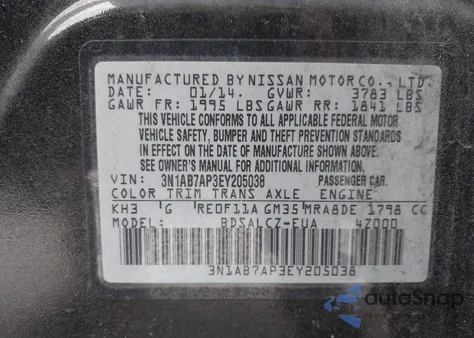 MANUFACTURED BY NISSAN MOTOR CO., LTD.
DATE: 01/14. GVWR: 3783 LBS
GAWR FR: 1995 LBS GAWR RR: 1841 LBS
THIS VEHICLE CONFORMS TO ALL APPLICABLE FEDERAL MOTOR
VEHICLE SAFETY, BUMPER AND THEFT PREVENTION STANDARDS
IN EFFECT ON THE DATE OF MANUFACTURE SHOWN ABOVE.
SEE OWNER'S MANUAL FOR ADDITIONAL INFORMATION.
VIN: 3N1AB7AP3EY205038 PASSENGER CAR.
COLOR TRIM TRANS AXLE ENGINE
KH3 G RE0F11A GM35 MRA8DE 1798 CC
MODEL BDSALCZ-EUA 4Z000
3N1AB7AP3EY205038
autoSnap